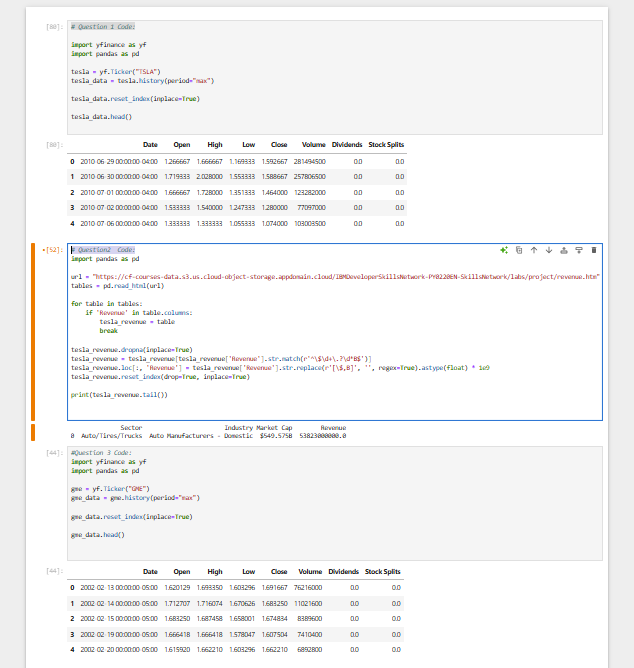 [80]:
# Question 1 Code:
import yfinance as yf
import pandas as pd
tesla = yf.Ticker("TSLA")
tesla_data = tesla.history(period="max")
tesla_data.reset_index(inplace=True)
tesla_data.head()
[80]:
Date Open High Low Close Volume Dividends Stock Splits
0 2010-06-29 00:00:00-04:00 1.266667 1.666667 1.169333 1.592667 281494500 0.0 0.0
1 2010-06-30 00:00:00-04:00 1.719333 2.028000 1.553333 1.588667 257806500 0.0 0.0
2 2010-07-01 00:00:00-04:00 1.666667 1.728000 1.351333 1.464000 123282000 0.0 0.0
3 2010-07-02 00:00:00-04:00 1.533333 1.540000 1.247333 1.280000 77097000 0.0 0.0
4 2010-07-06 00:00:00-04:00 1.333333 1.333333 1.055333 1.074000 103003500 0.0 0.0
[52]:
# Question2 Code:
import pandas as pd
url = "https://cf-courses-data.s3.us.cloud-object-storage.appdomain.cloud/IBMDeveloperSkillsNetwork-PY0220EN-SkillsNetwork/labs/project/revenue.htm"
tables = pd.read_html(url)
for table in tables:
if 'Revenue' in table.columns:
tesla_revenue = table
break
tesla_revenue.dropna(inplace=True)
tesla_revenue = tesla_revenue[tesla_revenue['Revenue'].str.match(r'^\$\d+\.?\d*B$')]
tesla_revenue.loc[:, 'Revenue'] = tesla_revenue['Revenue'].str.replace(r'[\$,B]', '', regex=True).astype(float) * 1e9
tesla_revenue.reset_index(drop=True, inplace=True)
print(tesla_revenue.tail())
Sector Industry Market Cap Revenue
0 Auto/Tires/Trucks Auto Manufacturers - Domestic $549.575B 53823000000.0
[44]:
#Question 3 Code:
import yfinance as yf
import pandas as pd
gme = yf.Ticker("GME")
gme_data = gme.history(period="max")
gme_data.reset_index(inplace=True)
gme_data.head()
[44]:
Date Open High Low Close Volume Dividends Stock Splits
0 2002-02-13 00:00:00-05:00 1.620129 1.693350 1.603296 1.691667 76216000 0.0 0.0
1 2002-02-14 00:00:00-05:00 1.712707 1.716074 1.670626 1.683250 11021600 0.0 0.0
2 2002-02-15 00:00:00-05:00 1.683250 1.687458 1.658001 1.674834 8389600 0.0 0.0
3 2002-02-19 00:00:00-05:00 1.666418 1.666418 1.578047 1.607504 7410400 0.0 0.0
4 2002-02-20 00:00:00-05:00 1.615920 1.662210 1.603296 1.662210 6892800 0.0 0.0